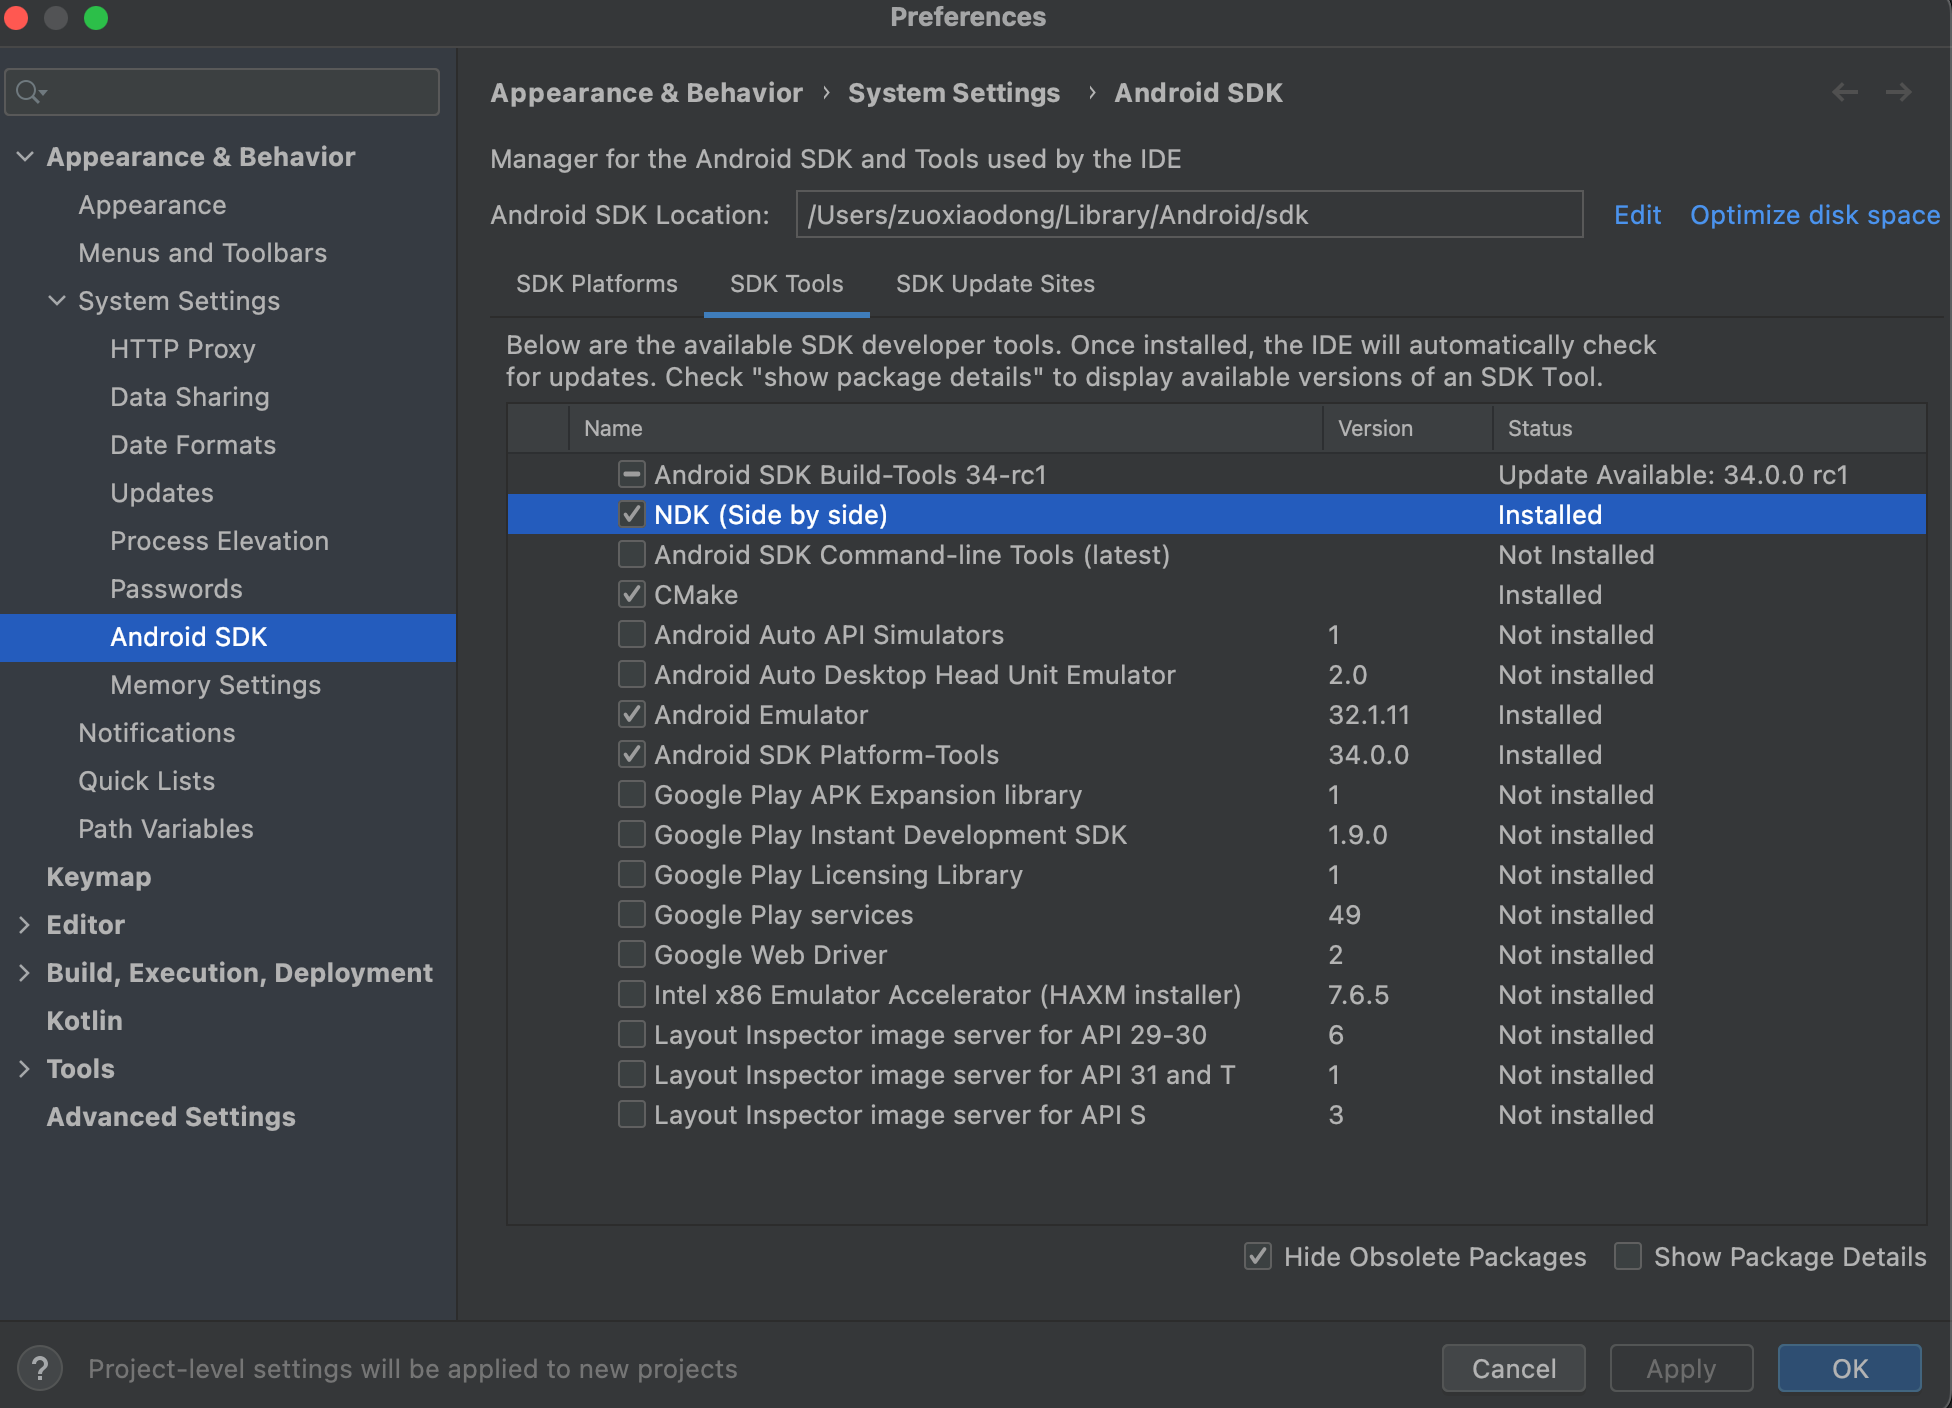 Preferences
Appearance & Behavior
Appearance
Menus and Toolbars
System Settings
HTTP Proxy
Data Sharing
Date Formats
Updates
Process Elevation
Passwords
Android SDK
Memory Settings
Notifications
Quick Lists
Path Variables
Keymap
Editor
Build, Execution, Deployment
Kotlin
Tools
Advanced Settings
Appearance & Behavior › System Settings › Android SDK
Manager for the Android SDK and Tools used by the IDE
Android SDK Location: /Users/zuoxiaodong/Library/Android/sdk Edit Optimize disk space
SDK Platforms SDK Tools SDK Update Sites
Below are the available SDK developer tools. Once installed, the IDE will automatically check
for updates. Check "show package details" to display available versions of an SDK Tool.
Name Version Status
Android SDK Build-Tools 34-rc1 Update Available: 34.0.0 rc1
NDK (Side by side) Installed
Android SDK Command-line Tools (latest) Not Installed
CMake Installed
Android Auto API Simulators 1 Not installed
Android Auto Desktop Head Unit Emulator 2.0 Not installed
Android Emulator 32.1.11 Installed
Android SDK Platform-Tools 34.0.0 Installed
Google Play APK Expansion library 1 Not installed
Google Play Instant Development SDK 1.9.0 Not installed
Google Play Licensing Library 1 Not installed
Google Play services 49 Not installed
Google Web Driver 2 Not installed
Intel x86 Emulator Accelerator (HAXM installer) 7.6.5 Not installed
Layout Inspector image server for API 29-30 6 Not installed
Layout Inspector image server for API 31 and T 1 Not installed
Layout Inspector image server for API S 3 Not installed
Hide Obsolete Packages Show Package Details
? Project-level settings will be applied to new projects Cancel Apply OK